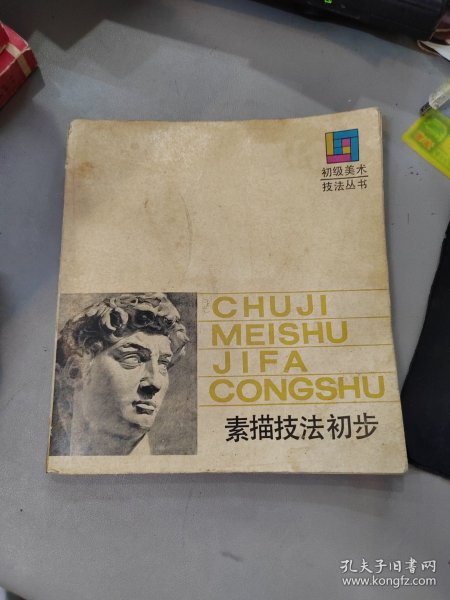 初级美术
技法丛书
CHUJI
MEISHU
JIFA
CONGSHU
素描技法初步
孔夫子旧书网
www.kongfz.com